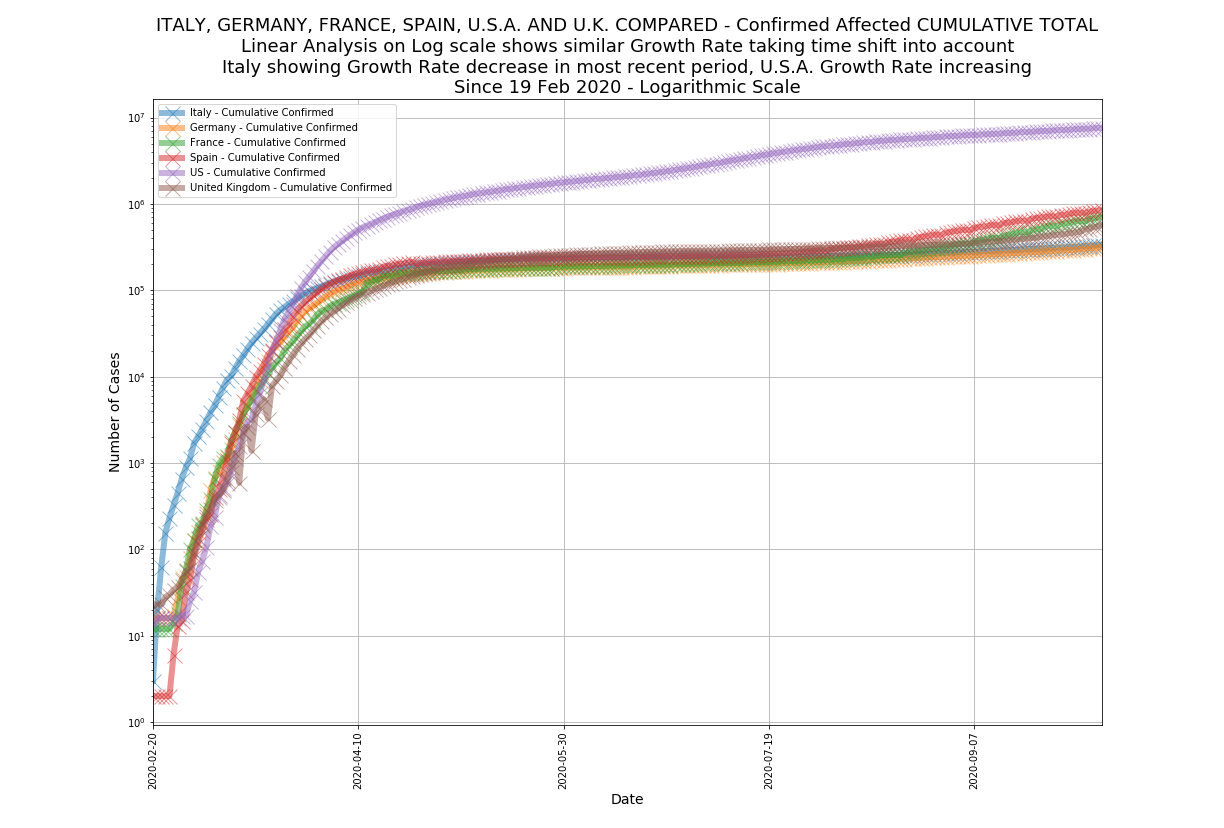 ITALY, GERMANY, FRANCE, SPAIN, U.S.A. AND U.K. COMPARED - Confirmed Affected CUMULATIVE TOTAL
Linear Analysis on Log scale shows similar Growth Rate taking time shift into account
Italy showing Growth Rate decrease in most recent period, U.S.A. Growth Rate increasing
Since 19 Feb 2020 - Logarithmic Scale
Italy - Cumulative Confirmed
Germany - Cumulative Confirmed
France - Cumulative Confirmed
Spain - Cumulative Confirmed
US - Cumulative Confirmed
United Kingdom - Cumulative Confirmed
Number of Cases
10⁷
10⁶
10⁵
10⁴
10³
10²
10¹
10⁰
2020-02-20
2020-04-10
2020-05-30
2020-07-19
2020-09-07
Date